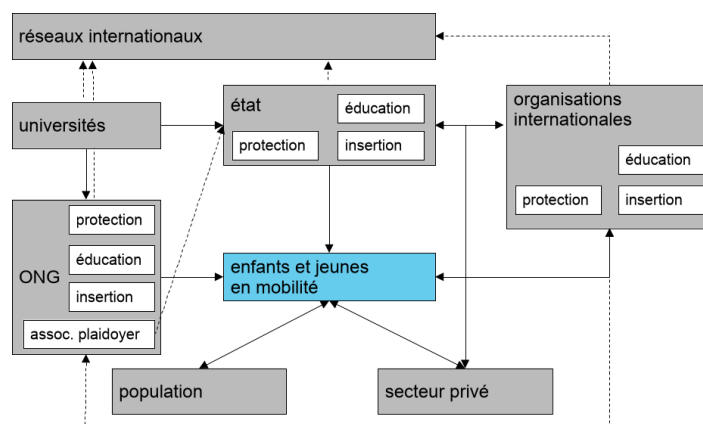 réseaux internationaux
universités
état
éducation
protection
insertion
organisations
internationales
éducation
protection
insertion
ONG
protection
éducation
insertion
assoc. plaidoyer
enfants et jeunes
en mobilité
population
secteur privé